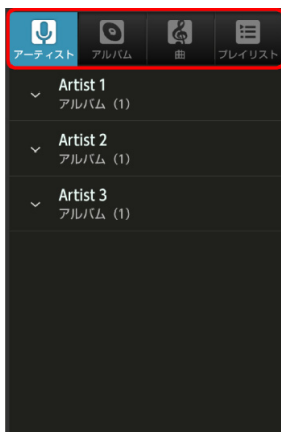 アーティスト アルバム 曲 プレイリスト
Artist 1
アルバム (1)
Artist 2
アルバム (1)
Artist 3
アルバム (1)